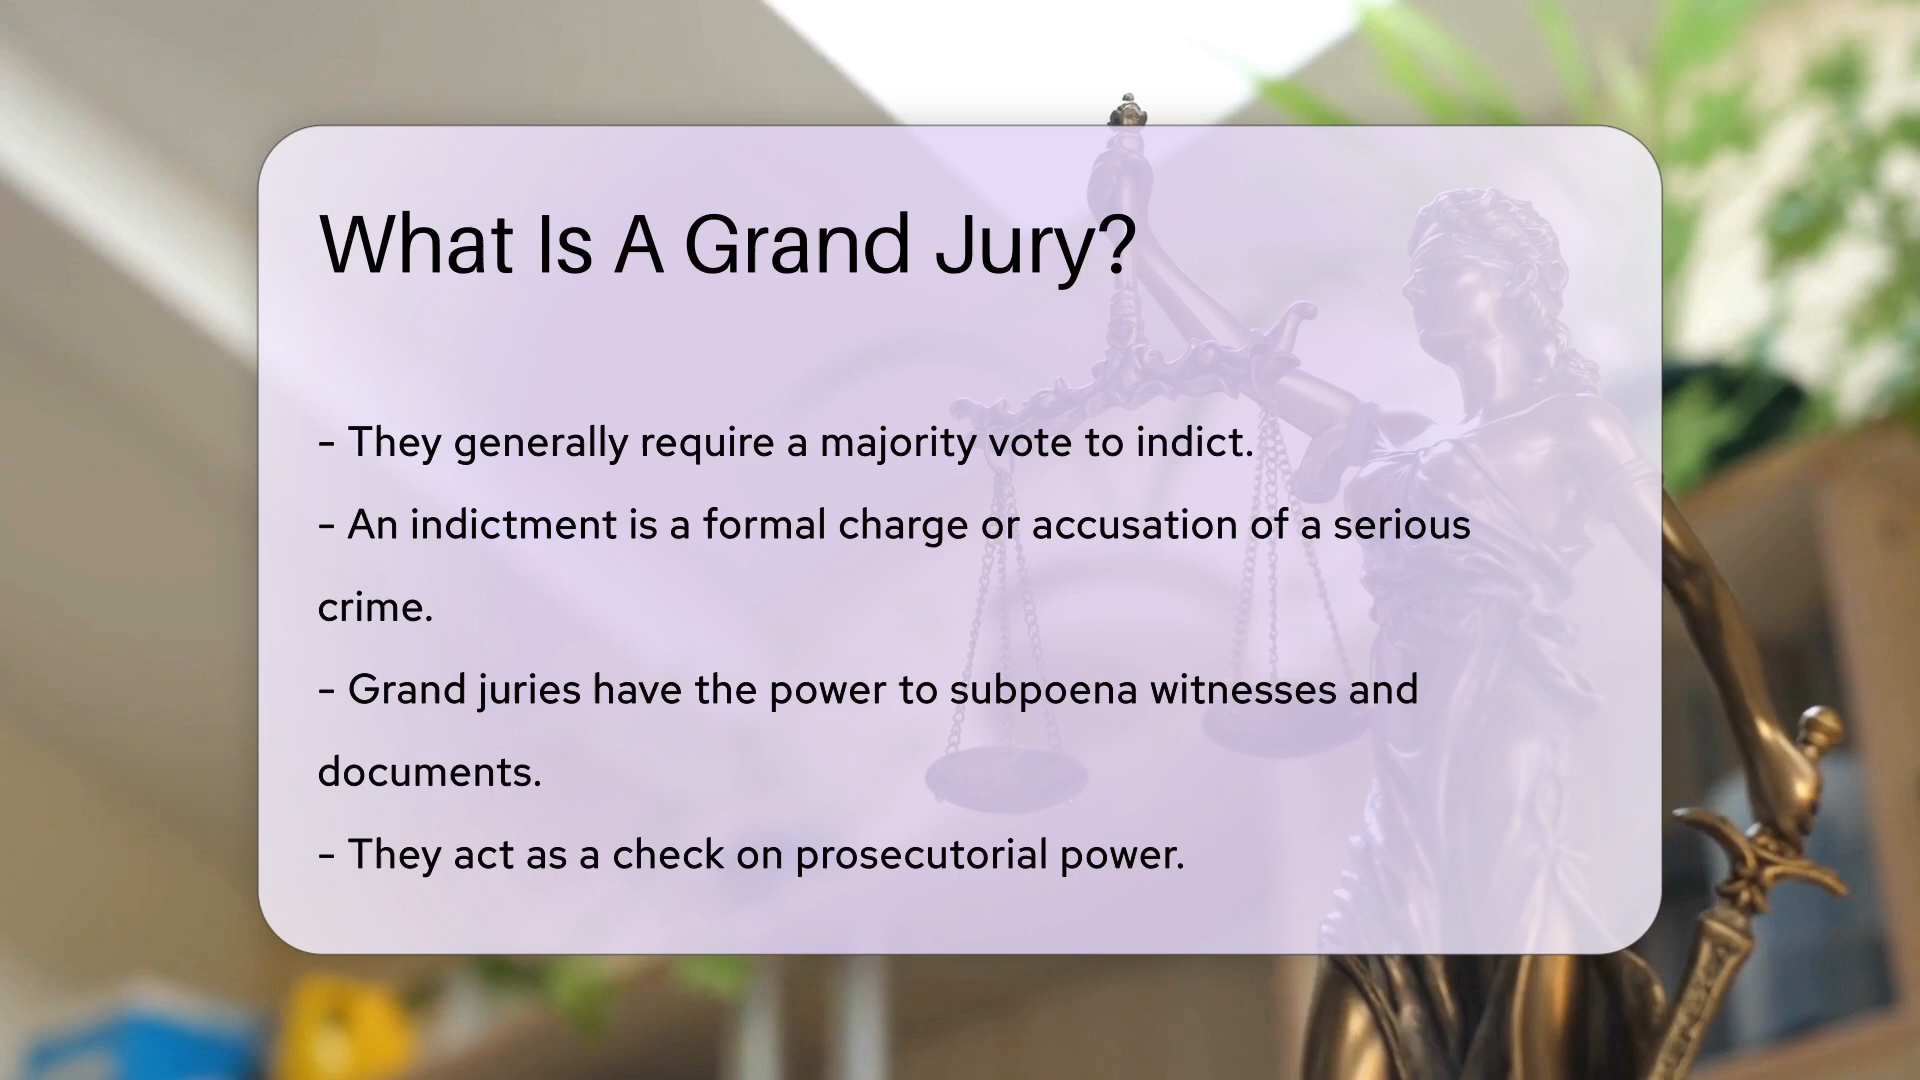 What Is A Grand Jury?
- They generally require a majority vote to indict.
- An indictment is a formal charge or accusation of a serious
crime.
- Grand juries have the power to subpoena witnesses and
documents.
- They act as a check on prosecutorial power.